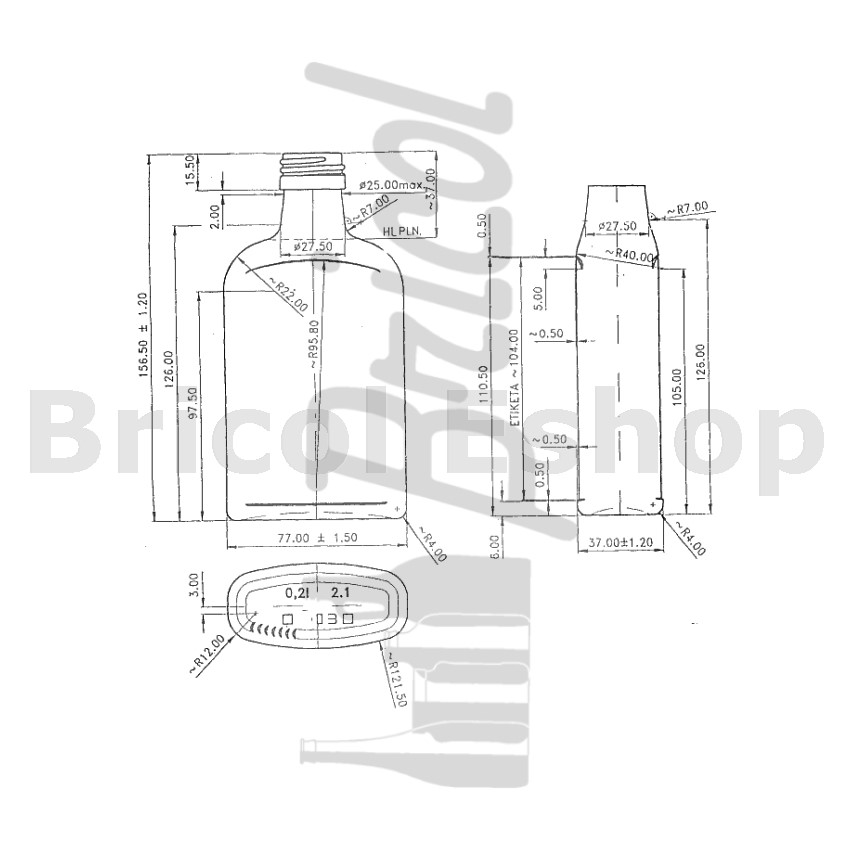 15.50
2.00
ø25.00max.
~37.00
~R7.00
HLPLN.
ø27.50
~R22.00
~R95.80
156.50 ± 1.20
126.00
97.50
77.00 ± 1.50
~R4.00
0.50
~R7.00
ø27.50
~R40.00
5.00
~0.50
110.50
ETIKETA ~104.00
105.00
126.00
~0.50
0.50
6.00
37.00±1.20
~R4.00
Bricol Eshop
Bricol
3.00
0,2l 2.1
~R12.00
~R121.50